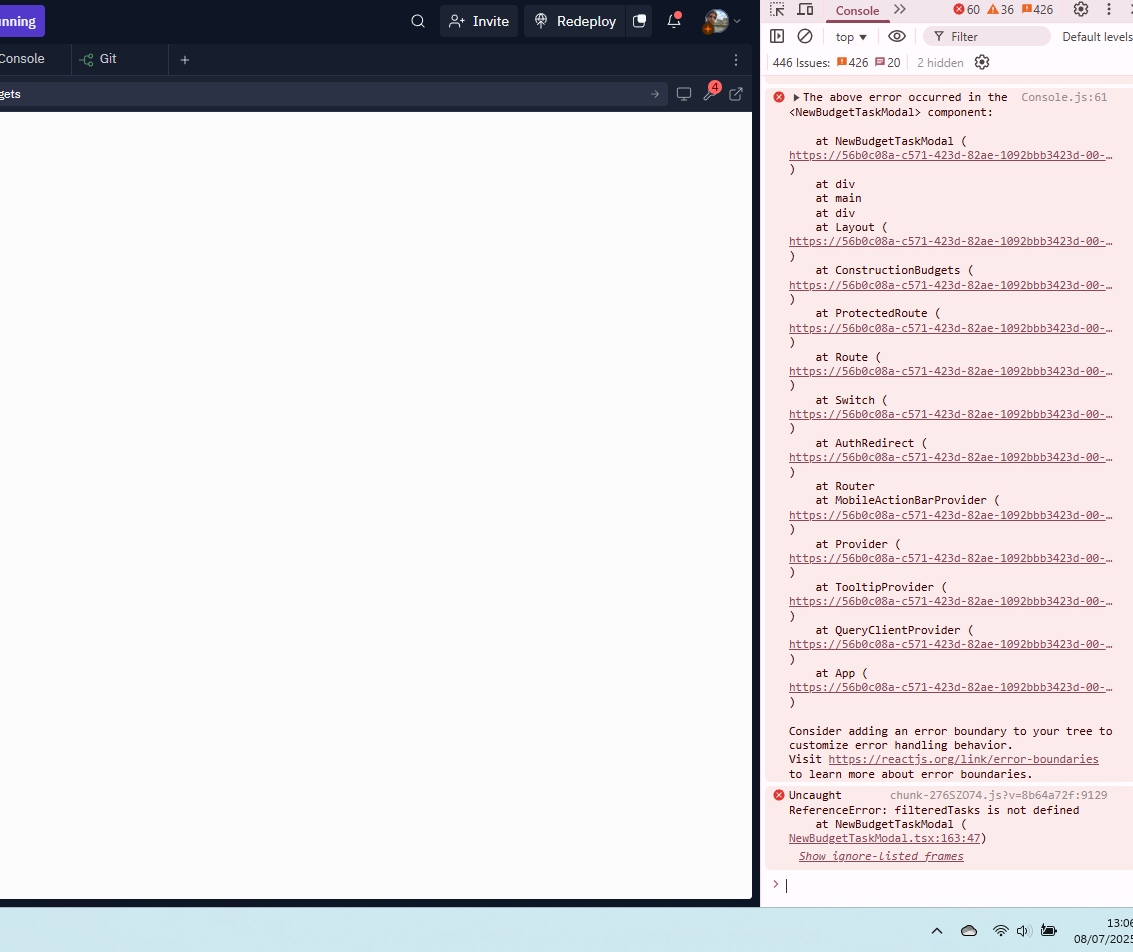 unning
Invite
Redeploy
Console
Git
+
gets
4
Console
60 36 426
top
Filter
Default levels
446 Issues: 426 20 2 hidden
The above error occurred in the Console.js:61
<NewBudgetTaskModal> component:
at NewBudgetTaskModal (
https://56b0c08a-c571-423d-82ae-1092bbb3423d-00-…
)
at div
at main
at div
at Layout (
https://56b0c08a-c571-423d-82ae-1092bbb3423d-00-…
)
at ConstructionBudgets (
https://56b0c08a-c571-423d-82ae-1092bbb3423d-00-…
)
at ProtectedRoute (
https://56b0c08a-c571-423d-82ae-1092bbb3423d-00-…
)
at Route (
https://56b0c08a-c571-423d-82ae-1092bbb3423d-00-…
)
at Switch (
https://56b0c08a-c571-423d-82ae-1092bbb3423d-00-…
)
at AuthRedirect (
https://56b0c08a-c571-423d-82ae-1092bbb3423d-00-…
)
at Router
at MobileActionBarProvider (
https://56b0c08a-c571-423d-82ae-1092bbb3423d-00-…
)
at Provider (
https://56b0c08a-c571-423d-82ae-1092bbb3423d-00-…
)
at TooltipProvider (
https://56b0c08a-c571-423d-82ae-1092bbb3423d-00-…
)
at QueryClientProvider (
https://56b0c08a-c571-423d-82ae-1092bbb3423d-00-…
)
at App (
https://56b0c08a-c571-423d-82ae-1092bbb3423d-00-…
)
Consider adding an error boundary to your tree to
customize error handling behavior.
Visit https://reactjs.org/link/error-boundaries
to learn more about error boundaries.
Uncaught chunk-276SZO74.js?v=8b64a72f:9129
ReferenceError: filteredTasks is not defined
at NewBudgetTaskModal (
NewBudgetTaskModal.tsx:163:47)
Show ignore-listed frames
13:06
08/07/2025